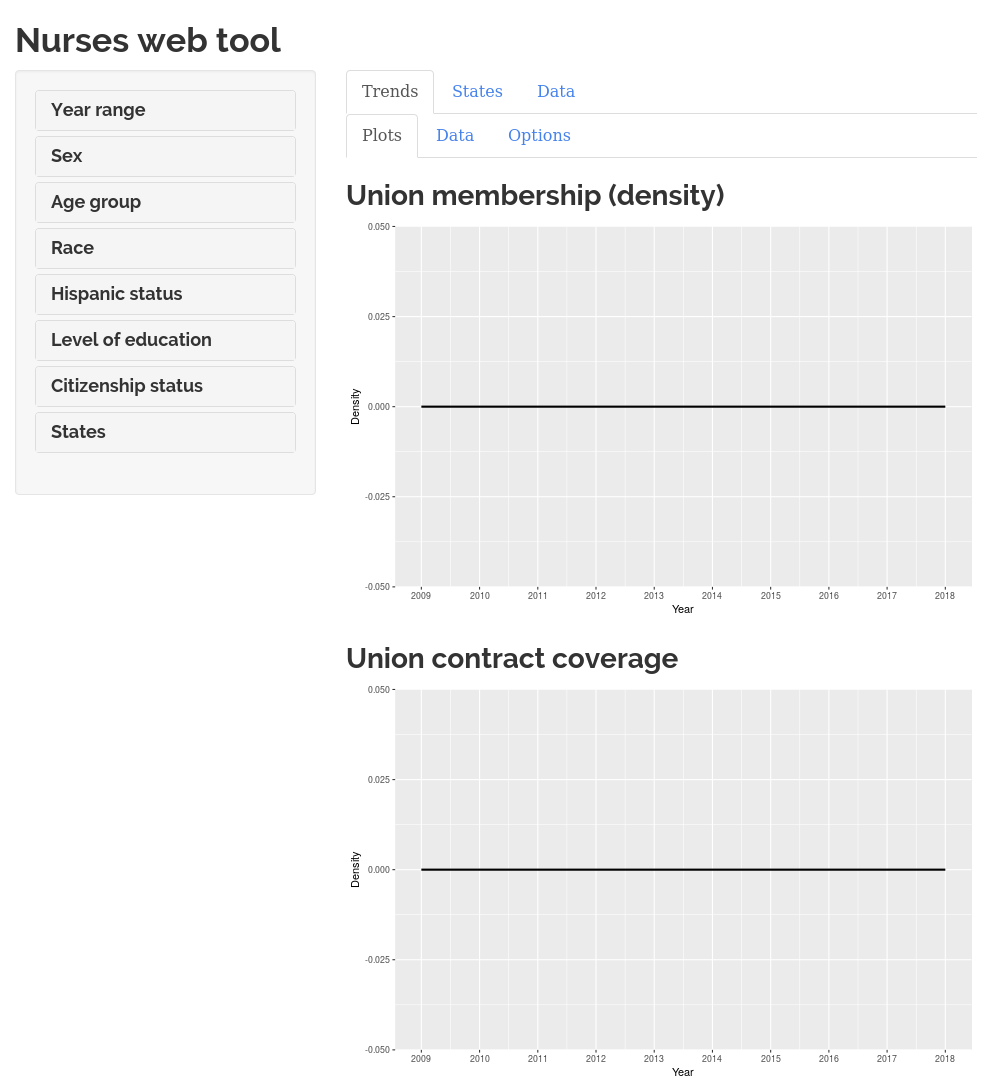 Nurses web tool
Year range
Sex
Age group
Race
Hispanic status
Level of education
Citizenship status
States
Trends States Data
Plots Data Options
Union membership (density)
0.050
0.025
0.000
-0.025
-0.050
Density
2009 2010 2011 2012 2013 2014 2015 2016 2017 2018
Year
Union contract coverage
0.050
0.025
0.000
-0.025
-0.050
Density
2009 2010 2011 2012 2013 2014 2015 2016 2017 2018
Year